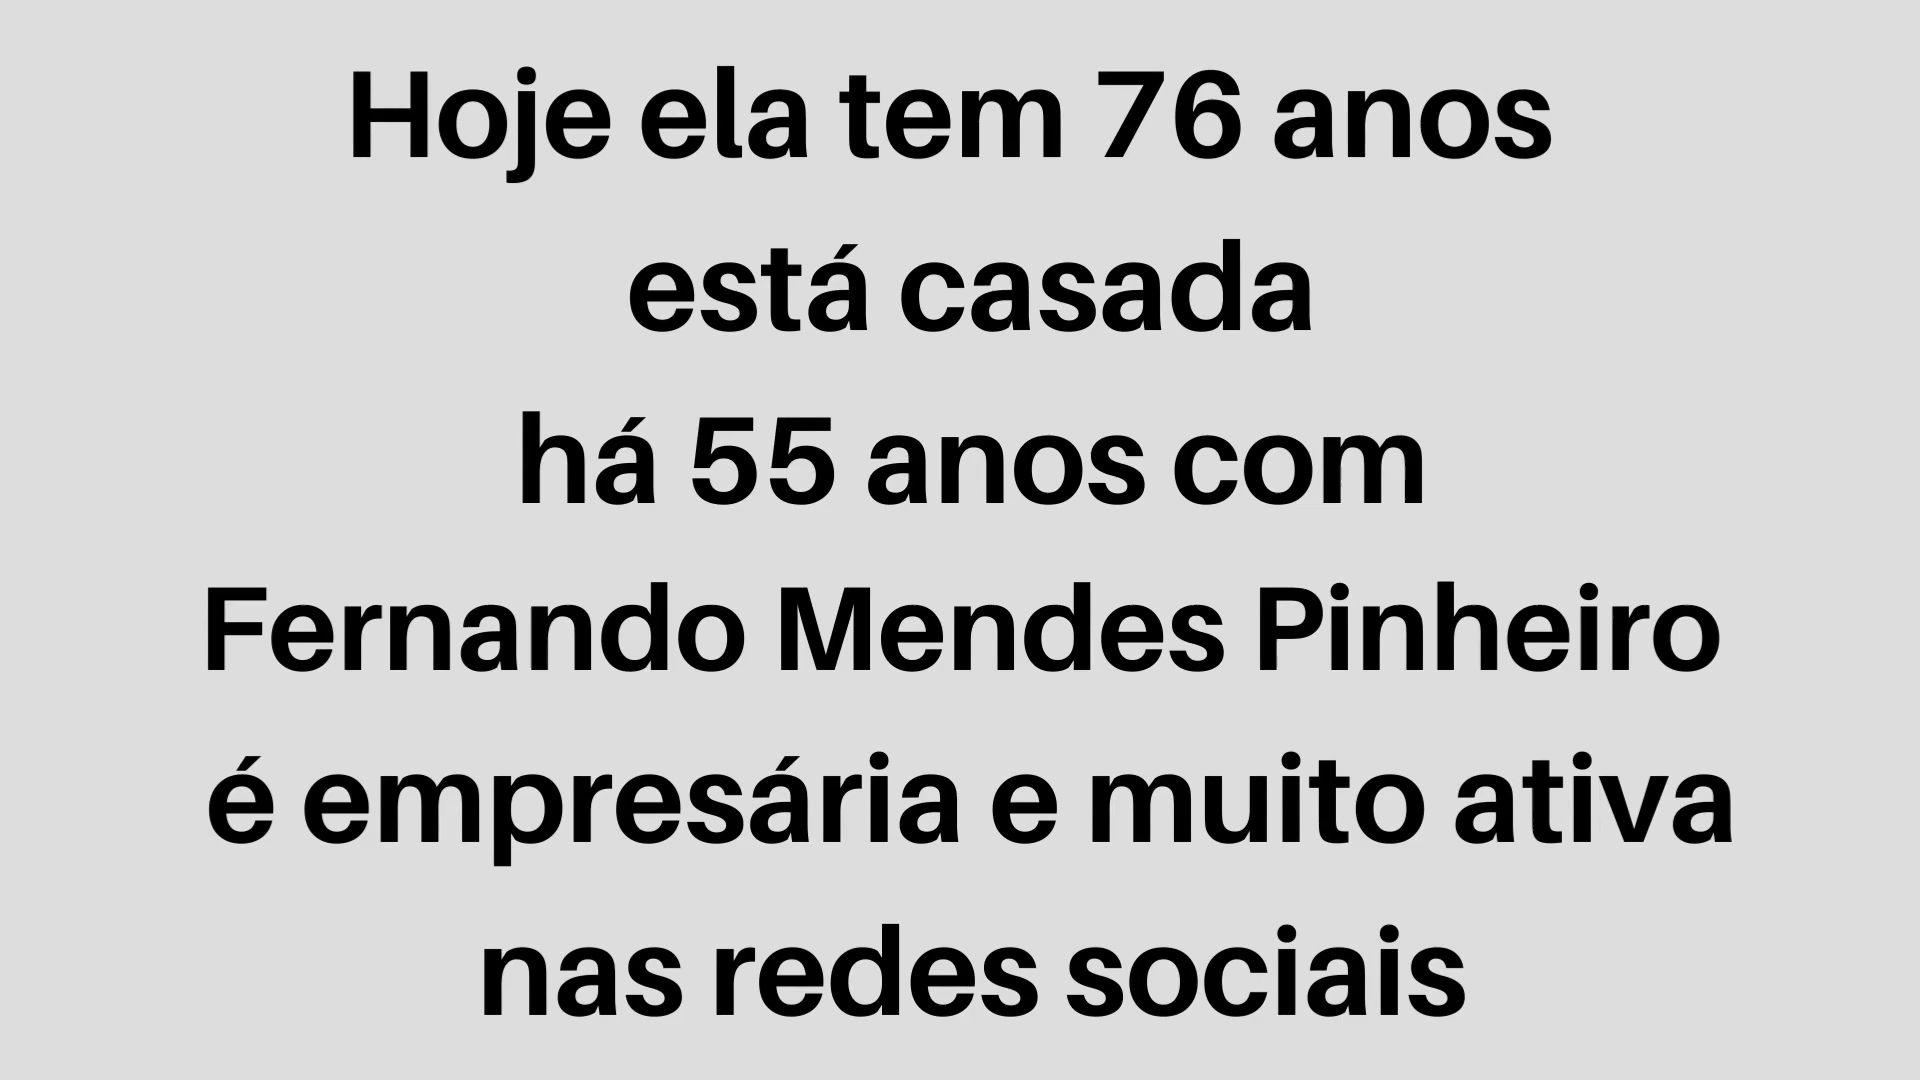 Hoje ela tem 76 anos
está casada
há 55 anos com
Fernando Mendes Pinheiro
é empresária e muito ativa
nas redes sociais